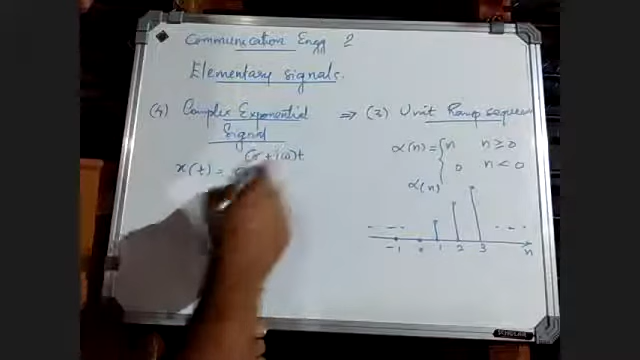 Communication Engg 2
Elementary signals.
(4) Complex Exponential
Signal
x(t) = e(σ+jω)t
⇒ (3) Unit Ramp sequen
α(n) = { n n ≥ 0
0 n < 0
α(n)
-1 0 1 2 3 n